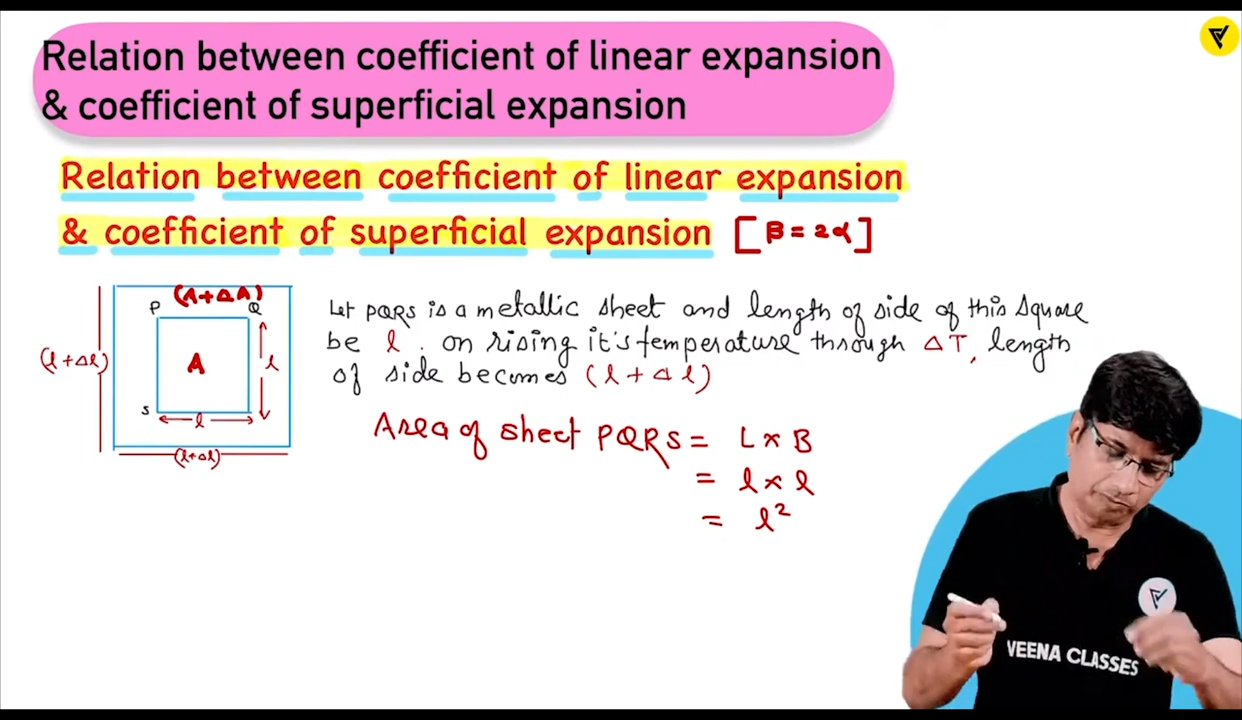 Relation between coefficient of linear expansion
& coefficient of superficial expansion
Relation between coefficient of linear expansion
& coefficient of superficial expansion [β = 2α]
(A+ΔA)
P Q
(l+Δl) A l
S l
(l+Δl)
Let PQRS is a metallic sheet and length of side of this square
be l . on rising it's temperature through ΔT, length
of side becomes (l + Δl)
Area of sheet PQRS = L × B
= l × l
= l²
VEENA CLASSES